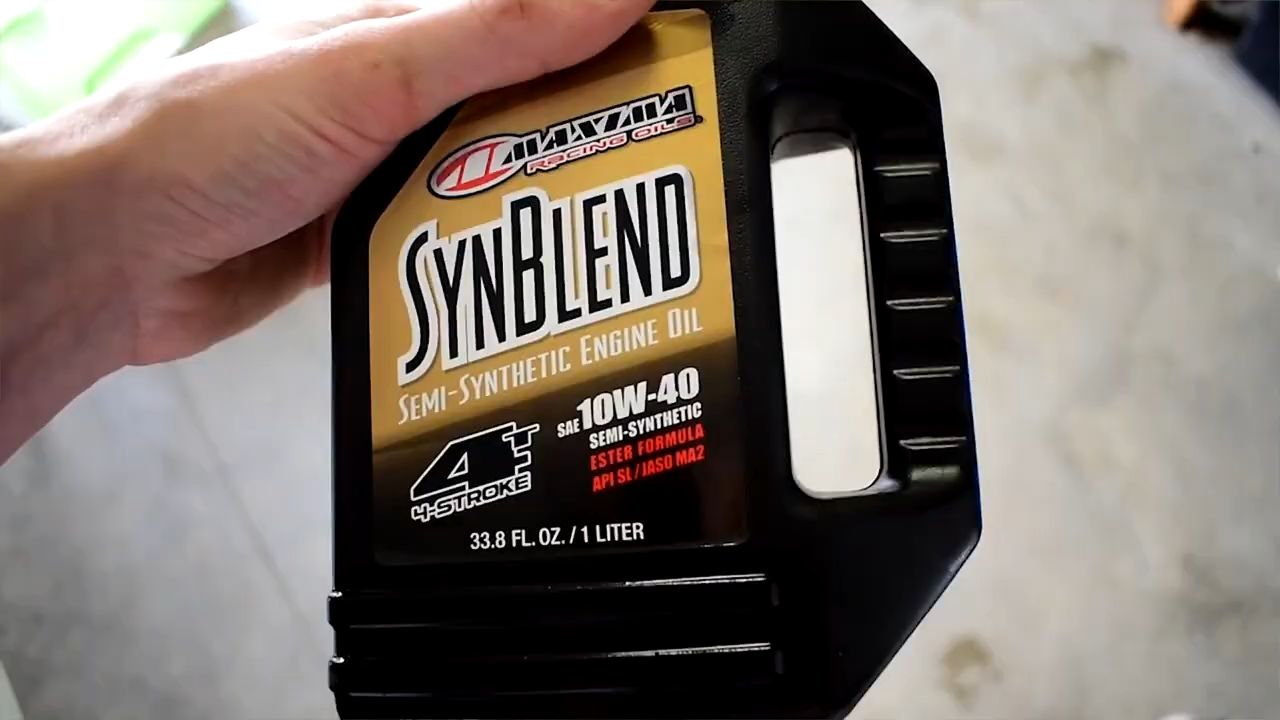 MAXIMA
RACING OILS
SYNBLEND
SEMI-SYNTHETIC ENGINE OIL
SAE 10W-40
SEMI-SYNTHETIC
ESTER FORMULA
API SL / JASO MA2
4T
4-STROKE
33.8 FL. OZ. / 1 LITER